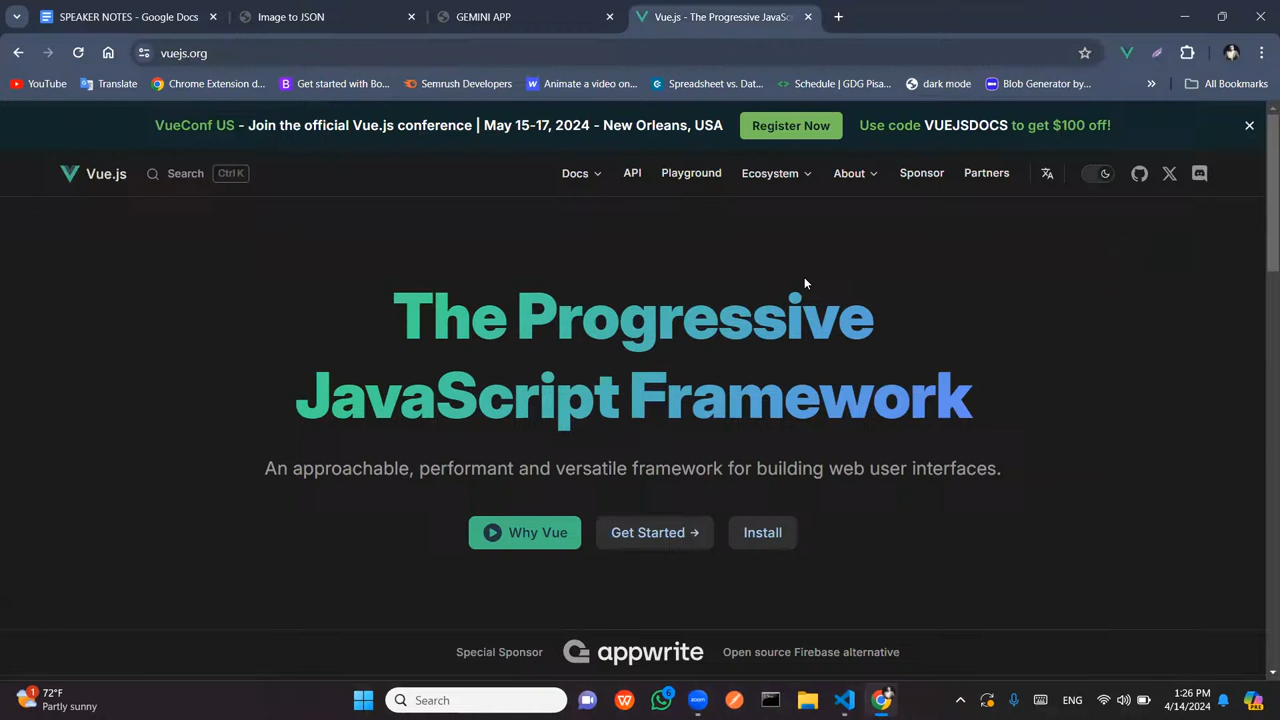 SPEAKER NOTES - Google Docs
Image to JSON
GEMINI APP
Vue.js - The Progressive JavaSc
vuejs.org
YouTube
Translate
Chrome Extension d...
Get started with Bo...
Semrush Developers
Animate a video on...
Spreadsheet vs. Dat...
Schedule | GDG Pisa...
dark mode
Blob Generator by...
All Bookmarks
VueConf US - Join the official Vue.js conference | May 15-17, 2024 - New Orleans, USA
Register Now
Use code VUEJSDOCS to get $100 off!
Vue.js
Search
Ctrl K
Docs
API
Playground
Ecosystem
About
Sponsor
Partners
The Progressive
JavaScript Framework
An approachable, performant and versatile framework for building web user interfaces.
Why Vue
Get Started →
Install
Special Sponsor
appwrite
Open source Firebase alternative
1
72°F
Partly sunny
Search
6
zoom
ENG
1:26 PM
4/14/2024